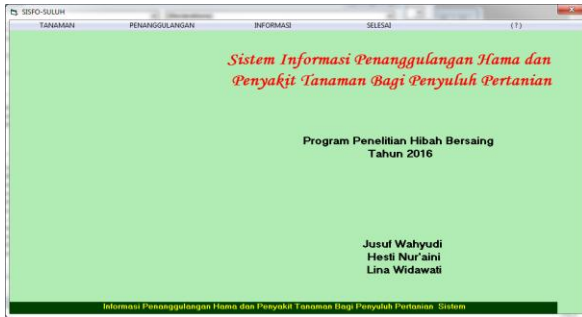 SISFO-SULUH
TANAMAN PENANGGULANGAN INFORMASI SELESAI (?)
Sistem Informasi Penanggulangan Hama dan
Penyakit Tanaman Bagi Penyuluh Pertanian
Program Penelitian Hibah Bersaing
Tahun 2016
Jusuf Wahyudi
Hesti Nur'aini
Lina Widawati
Informasi Penanggulangan Hama dan Penyakit Tanaman Bagi Penyuluh Pertanian Sistem